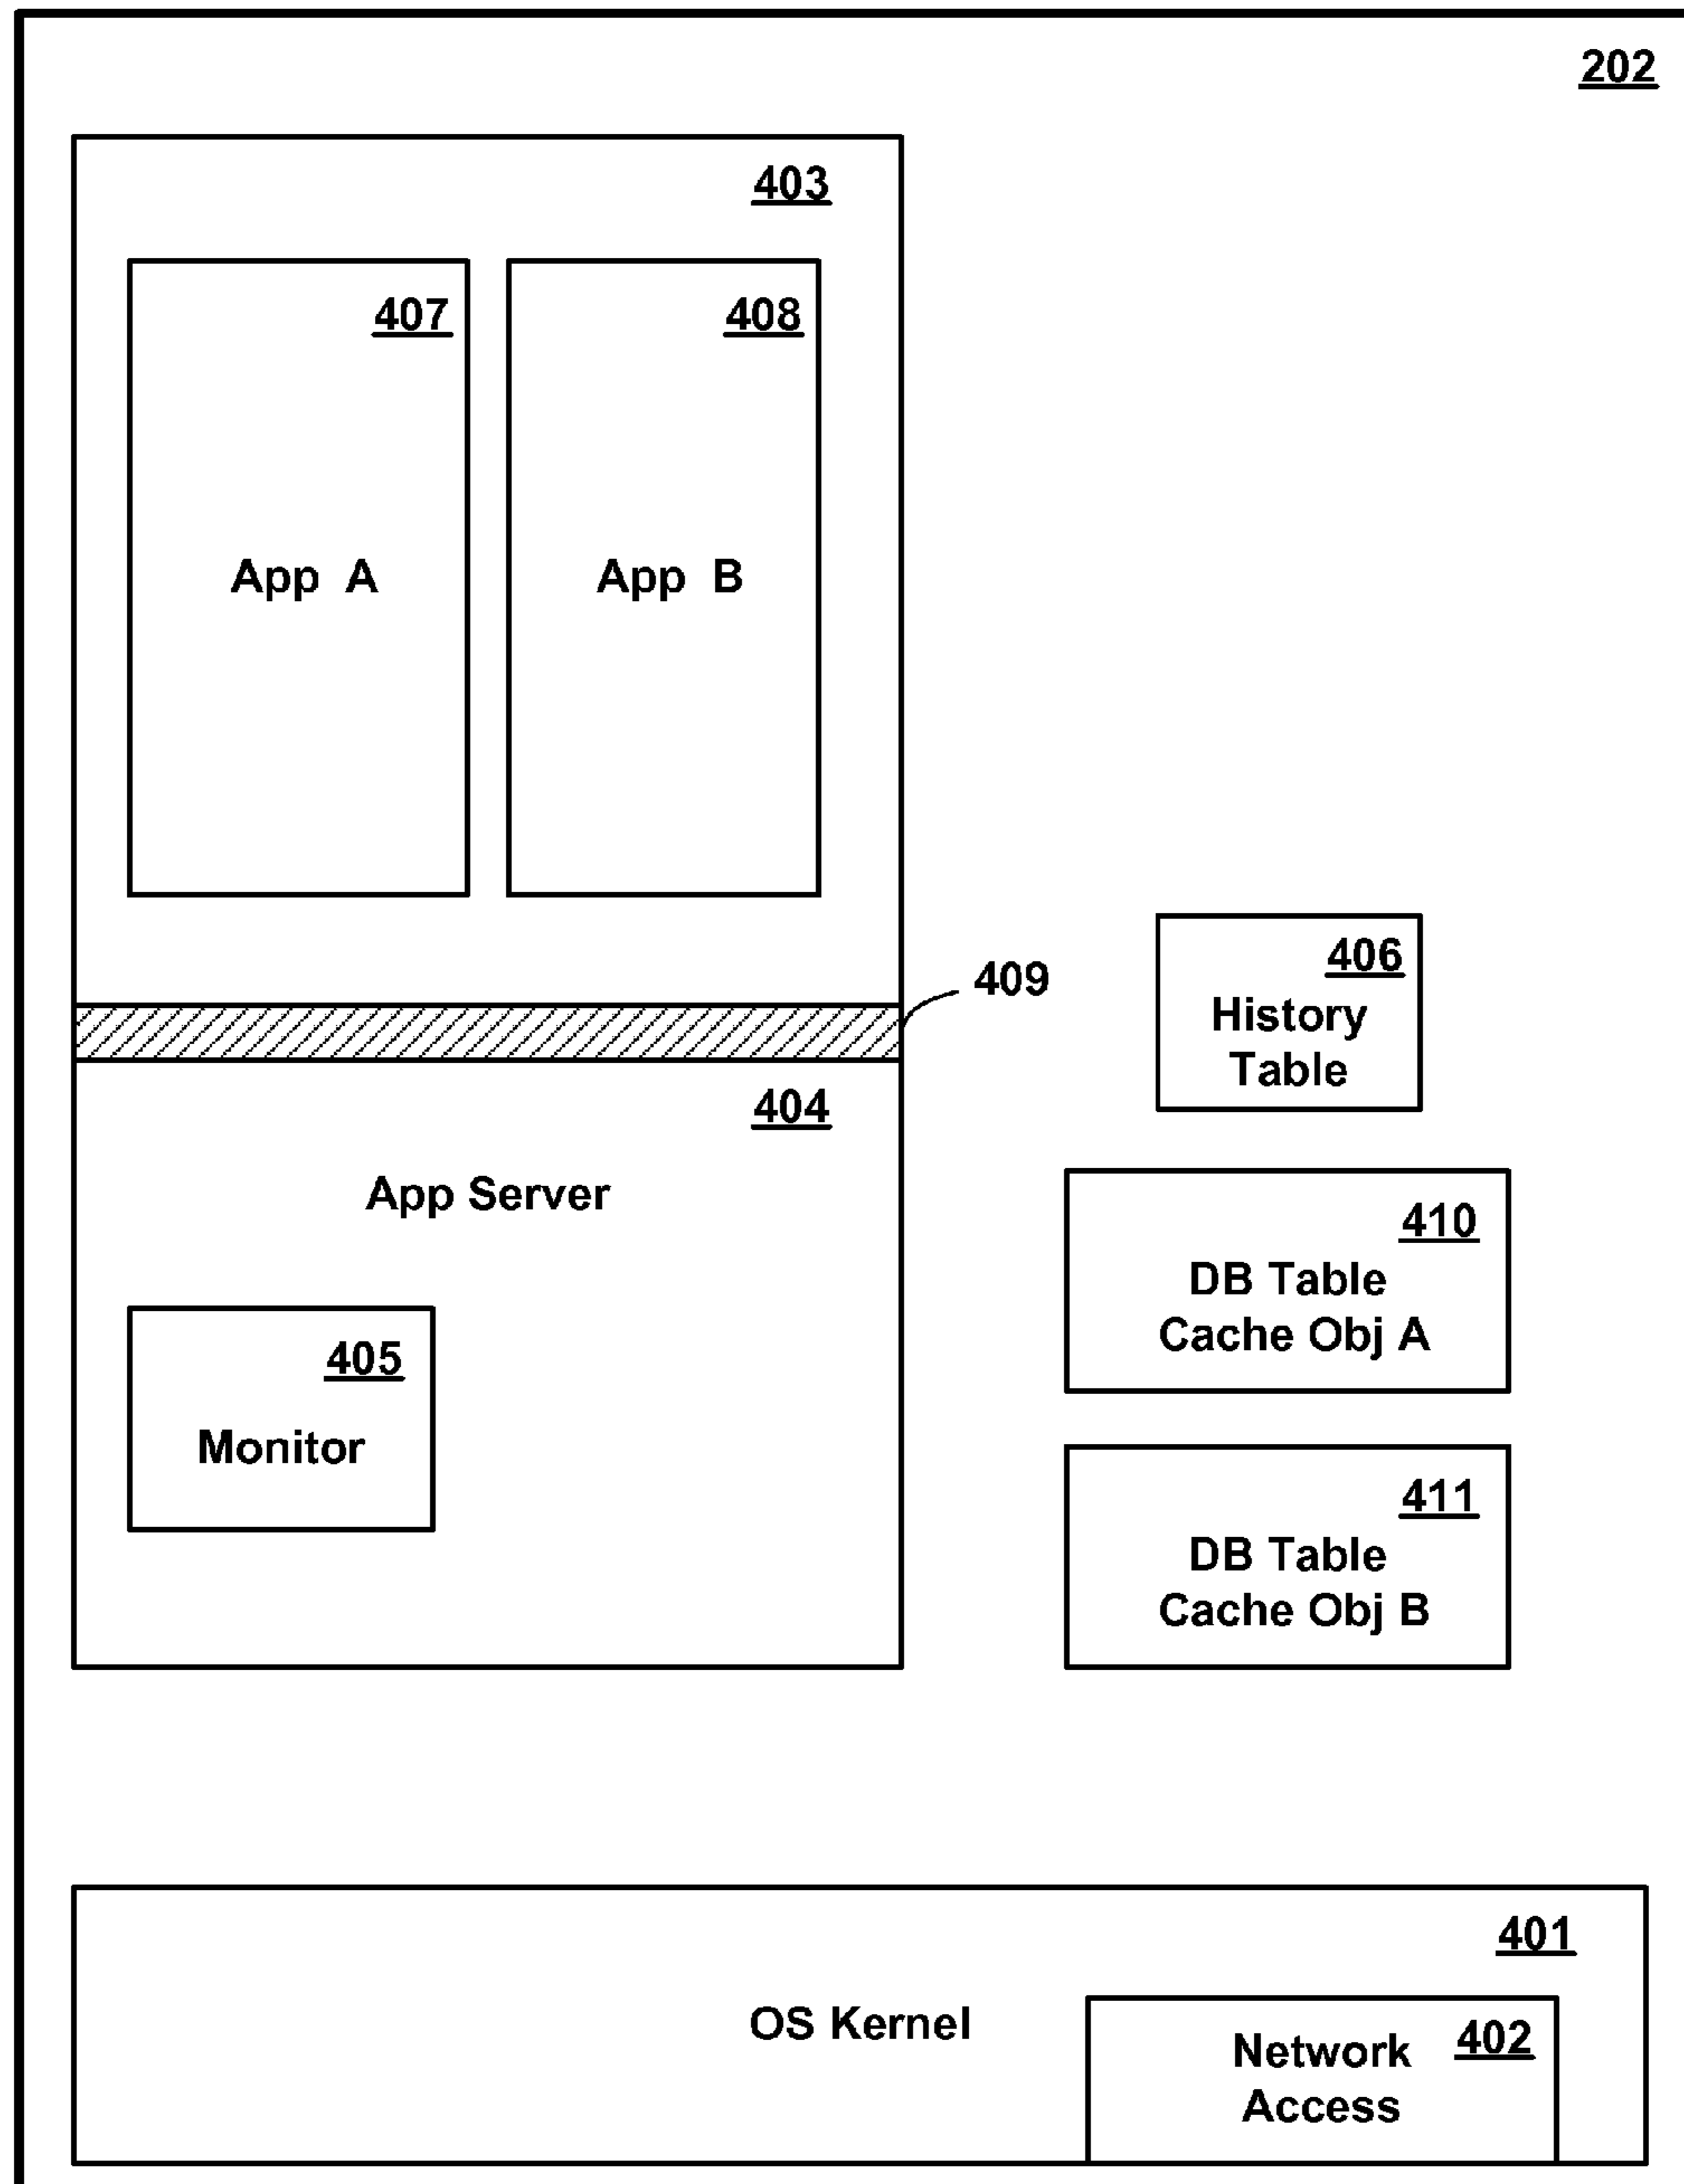 202
403
407
408
App A
App B
409
406
History
Table
404
App Server
410
DB Table
Cache Obj A
405
Monitor
411
DB Table
Cache Obj B
401
OS Kernel
402
Network
Access